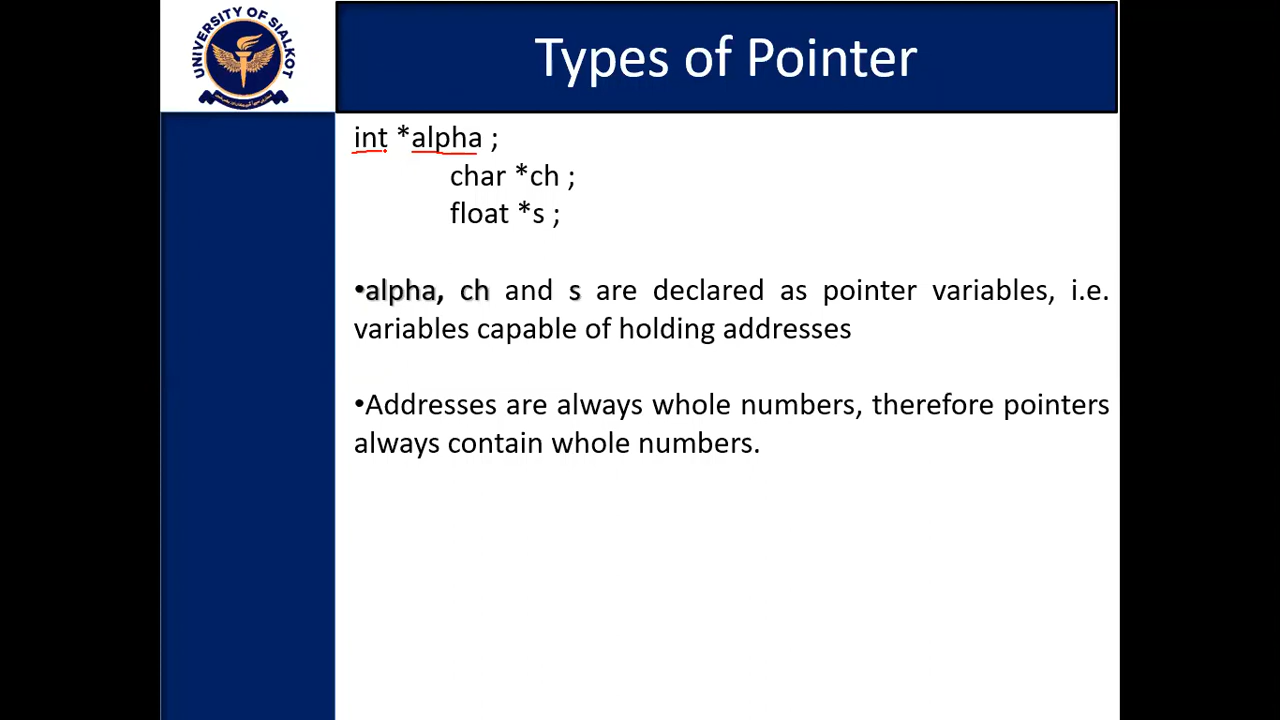 UNIVERSITY OF SIALKOT
Types of Pointer
int *alpha ;
char *ch ;
float *s ;
•alpha, ch and s are declared as pointer variables, i.e.
variables capable of holding addresses
•Addresses are always whole numbers, therefore pointers
always contain whole numbers.